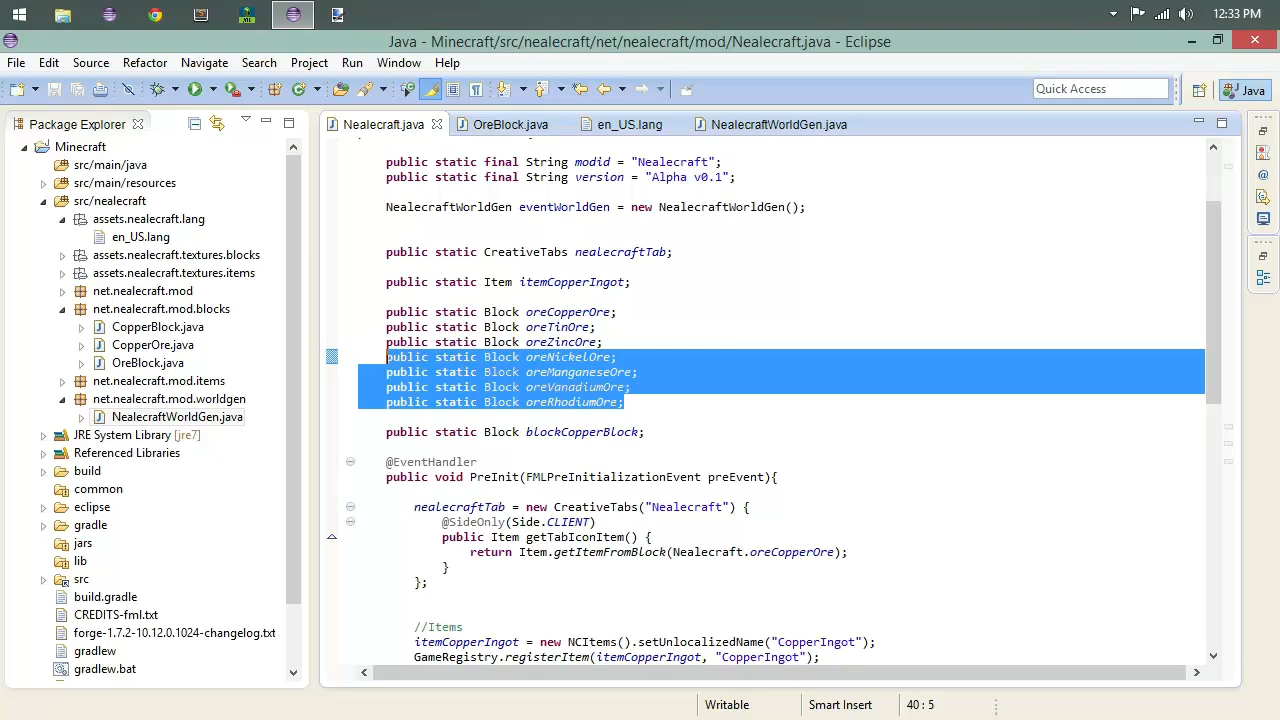 12:33 PM
Java - Minecraft/src/nealecraft/net/nealecraft/mod/Nealecraft.java - Eclipse
File Edit Source Refactor Navigate Search Project Run Window Help
Quick Access
Java
Package Explorer
Nealecraft.java OreBlock.java en_US.lang NealecraftWorldGen.java
Minecraft
src/main/java
src/main/resources
src/nealecraft
assets.nealecraft.lang
en_US.lang
assets.nealecraft.textures.blocks
assets.nealecraft.textures.items
net.nealecraft.mod
net.nealecraft.mod.blocks
CopperBlock.java
CopperOre.java
OreBlock.java
net.nealecraft.mod.items
net.nealecraft.mod.worldgen
NealecraftWorldGen.java
JRE System Library [jre7]
Referenced Libraries
build
common
eclipse
gradle
jars
lib
src
build.gradle
CREDITS-fml.txt
forge-1.7.2-10.12.0.1024-changelog.txt
gradlew
gradlew.bat
public static final String modid = "Nealecraft";
public static final String version = "Alpha v0.1";
NealecraftWorldGen eventWorldGen = new NealecraftWorldGen();
public static CreativeTabs nealecraftTab;
public static Item itemCopperIngot;
public static Block oreCopperOre;
public static Block oreTinOre;
public static Block oreZincOre;
public static Block oreNickelOre;
public static Block oreManganeseOre;
public static Block oreVanadiumOre;
public static Block oreRhodiumOre;
public static Block blockCopperBlock;
@EventHandler
public void PreInit(FMLPreInitializationEvent preEvent){
nealecraftTab = new CreativeTabs("Nealecraft") {
@SideOnly(Side.CLIENT)
public Item getTabIconItem() {
return Item.getItemFromBlock(Nealecraft.oreCopperOre);
}
};
//Items
itemCopperIngot = new NCItems().setUnlocalizedName("CopperIngot");
GameRegistry.registerItem(itemCopperIngot, "CopperIngot");
Writable Smart Insert 40 : 5